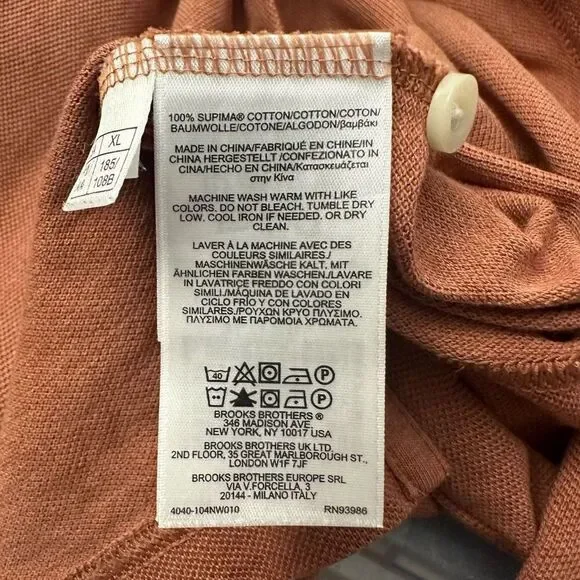 XL
185/
108B
100% SUPIMA® COTTON/COTTON/COTON/
BAUMWOLLE/COTONE/ALGODON/βαμβάκι
MADE IN CHINA/FABRIQUÉ EN CHINE/IN
CHINA HERGESTELLT /CONFEZIONATO IN
CINA/HECHO EN CHINA/Κατασκευάζεται
στην Κίνα
MACHINE WASH WARM WITH LIKE
COLORS. DO NOT BLEACH. TUMBLE DRY
LOW. COOL IRON IF NEEDED. OR DRY
CLEAN.
LAVER À LA MACHINE AVEC DES
COULEURS SIMILAIRES./
MASCHINENWÄSCHE KALT. MIT
ÄHNLICHEN FARBEN WASCHEN./LAVARE
IN LAVATRICE FREDDO CON COLORI
SIMILI./MÁQUINA DE LAVADO EN
CICLO FRÍO Y CON COLORES
SIMILARES./ΡΟΥΧΩΝ ΚΡΥΟ ΠΛΥΣΙΜΟ.
ΠΛΥΣΙΜΟ ΜΕ ΠΑΡΟΜΟΙΑ ΧΡΩΜΑΤΑ.
40 P
P
BROOKS BROTHERS ®
346 MADISON AVE
NEW YORK, NY 10017 USA
BROOKS BROTHERS UK LTD.
2ND FLOOR, 35 GREAT MARLBOROUGH ST.,
LONDON W1F 7JF
BROOKS BROTHERS EUROPE SRL
VIA V.FORCELLA, 3
20144 - MILANO ITALY
4040-104NW010 RN93986